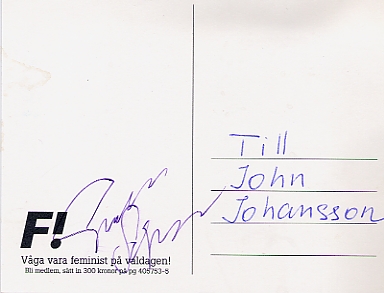 Till
John
Johansson
F!
Våga vara feminist på valdagen!
Bli medlem, sätt in 300 kronor på pg 405753-5